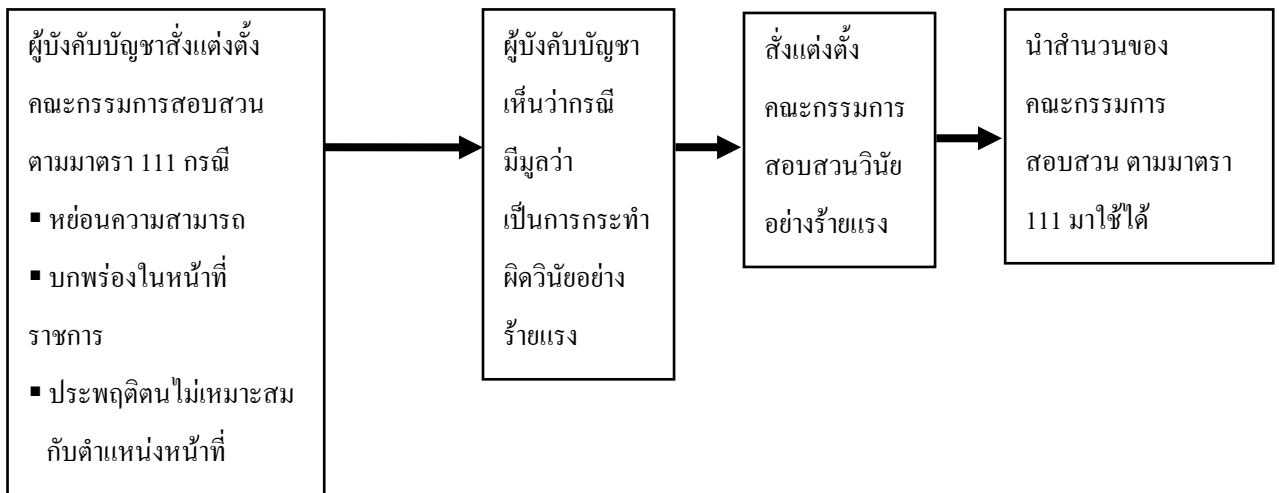 ผู้บังคับบัญชาสั่งแต่งตั้ง
คณะกรรมการสอบสวน
ตามมาตรา 111 กรณี
▪ หย่อนความสามารถ
▪ บกพร่องในหน้าที่
ราชการ
▪ ประพฤติตนไม่เหมาะสม
กับตำแหน่งหน้าที่
ผู้บังคับบัญชา
เห็นว่ากรณี
มีมูลว่า
เป็นการกระทำ
ผิดวินัยอย่าง
ร้ายแรง
สั่งแต่งตั้ง
คณะกรรมการ
สอบสวนวินัย
อย่างร้ายแรง
นำสำนวนของ
คณะกรรมการ
สอบสวน ตามมาตรา
111 มาใช้ได้